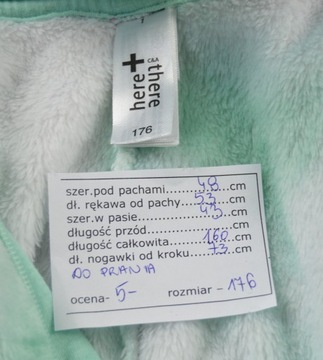 here+there
C&A
176
szer.pod pachami......48......cm
dł. rękawa od pachy..53......cm
szer.w pasie............43......cm
długość przód..................cm
długość całkowita....160....cm
dł. nogawki od kroku..73....cm
DO PRANIA
ocena- 5-    rozmiar - 176